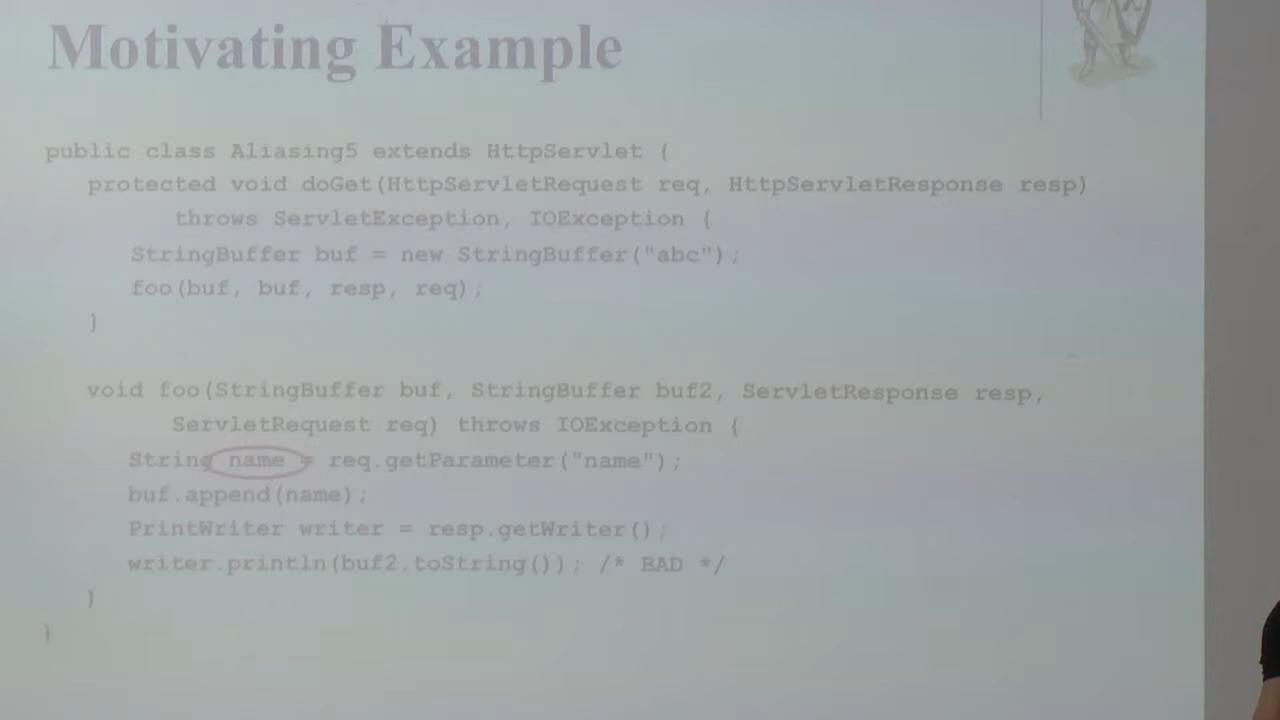 Motivating Example
public class Aliasing5 extends HttpServlet {
protected void doGet(HttpServletRequest req, HttpServletResponse resp)
throws ServletException, IOException {
StringBuffer buf = new StringBuffer("abc");
foo(buf, buf, resp, req);
}
void foo(StringBuffer buf, StringBuffer buf2, ServletResponse resp,
ServletRequest req) throws IOException {
String name = req.getParameter("name");
buf.append(name);
PrintWriter writer = resp.getWriter();
writer.println(buf2.toString()); /* BAD */
}
}